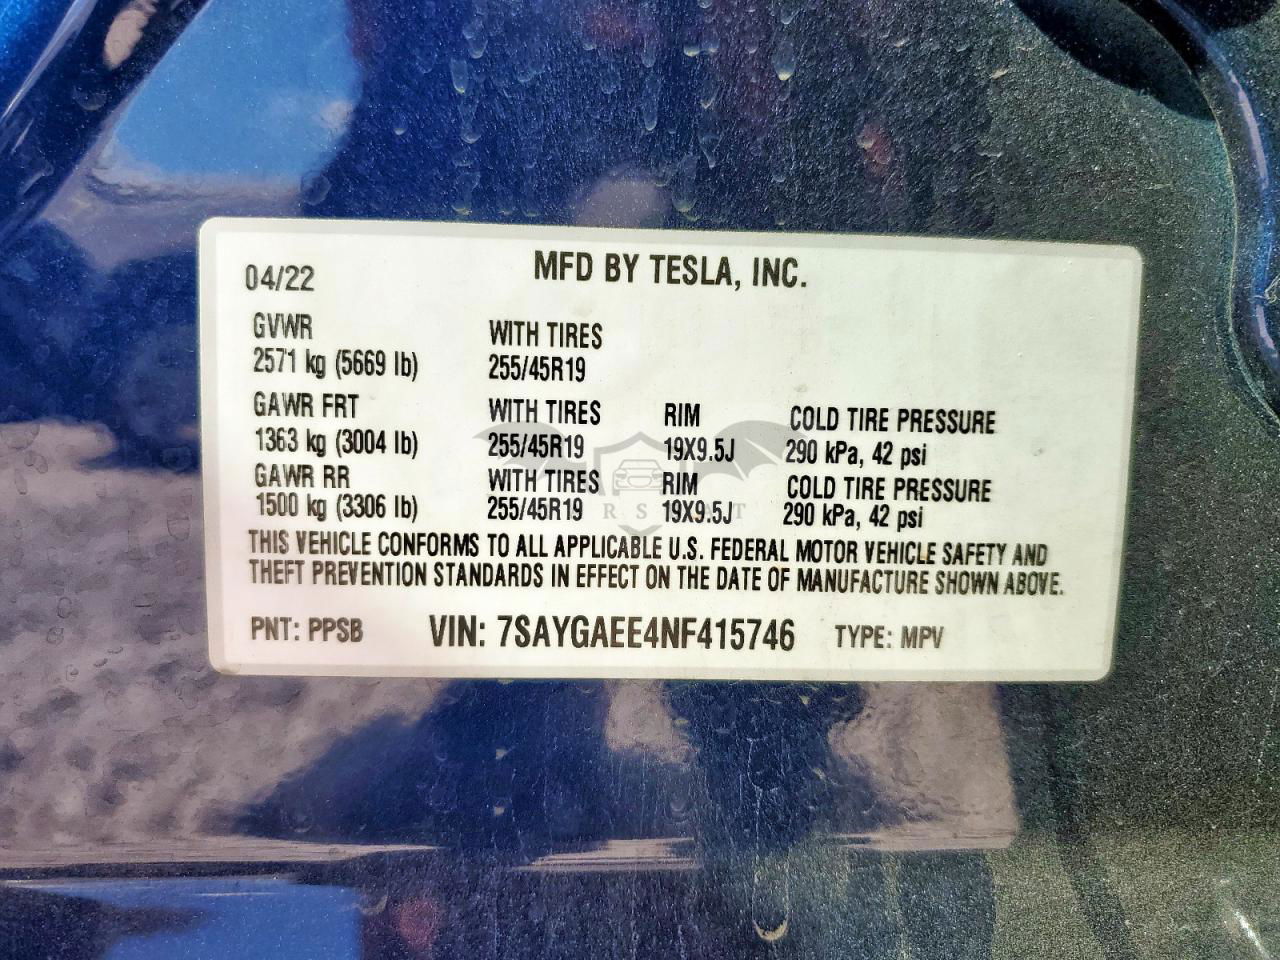 MFD BY TESLA, INC.
04/22
GVWR WITH TIRES
2571 kg (5669 lb) 255/45R19
GAWR FRT WITH TIRES RIM COLD TIRE PRESSURE
1363 kg (3004 lb) 255/45R19 19X9.5J 290 kPa, 42 psi
GAWR RR WITH TIRES RIM COLD TIRE PRESSURE
1500 kg (3306 lb) 255/45R19 19X9.5J 290 kPa, 42 psi
THIS VEHICLE CONFORMS TO ALL APPLICABLE U.S. FEDERAL MOTOR VEHICLE SAFETY AND
THEFT PREVENTION STANDARDS IN EFFECT ON THE DATE OF MANUFACTURE SHOWN ABOVE.
PNT: PPSB VIN: 7SAYGAEE4NF415746 TYPE: MPV